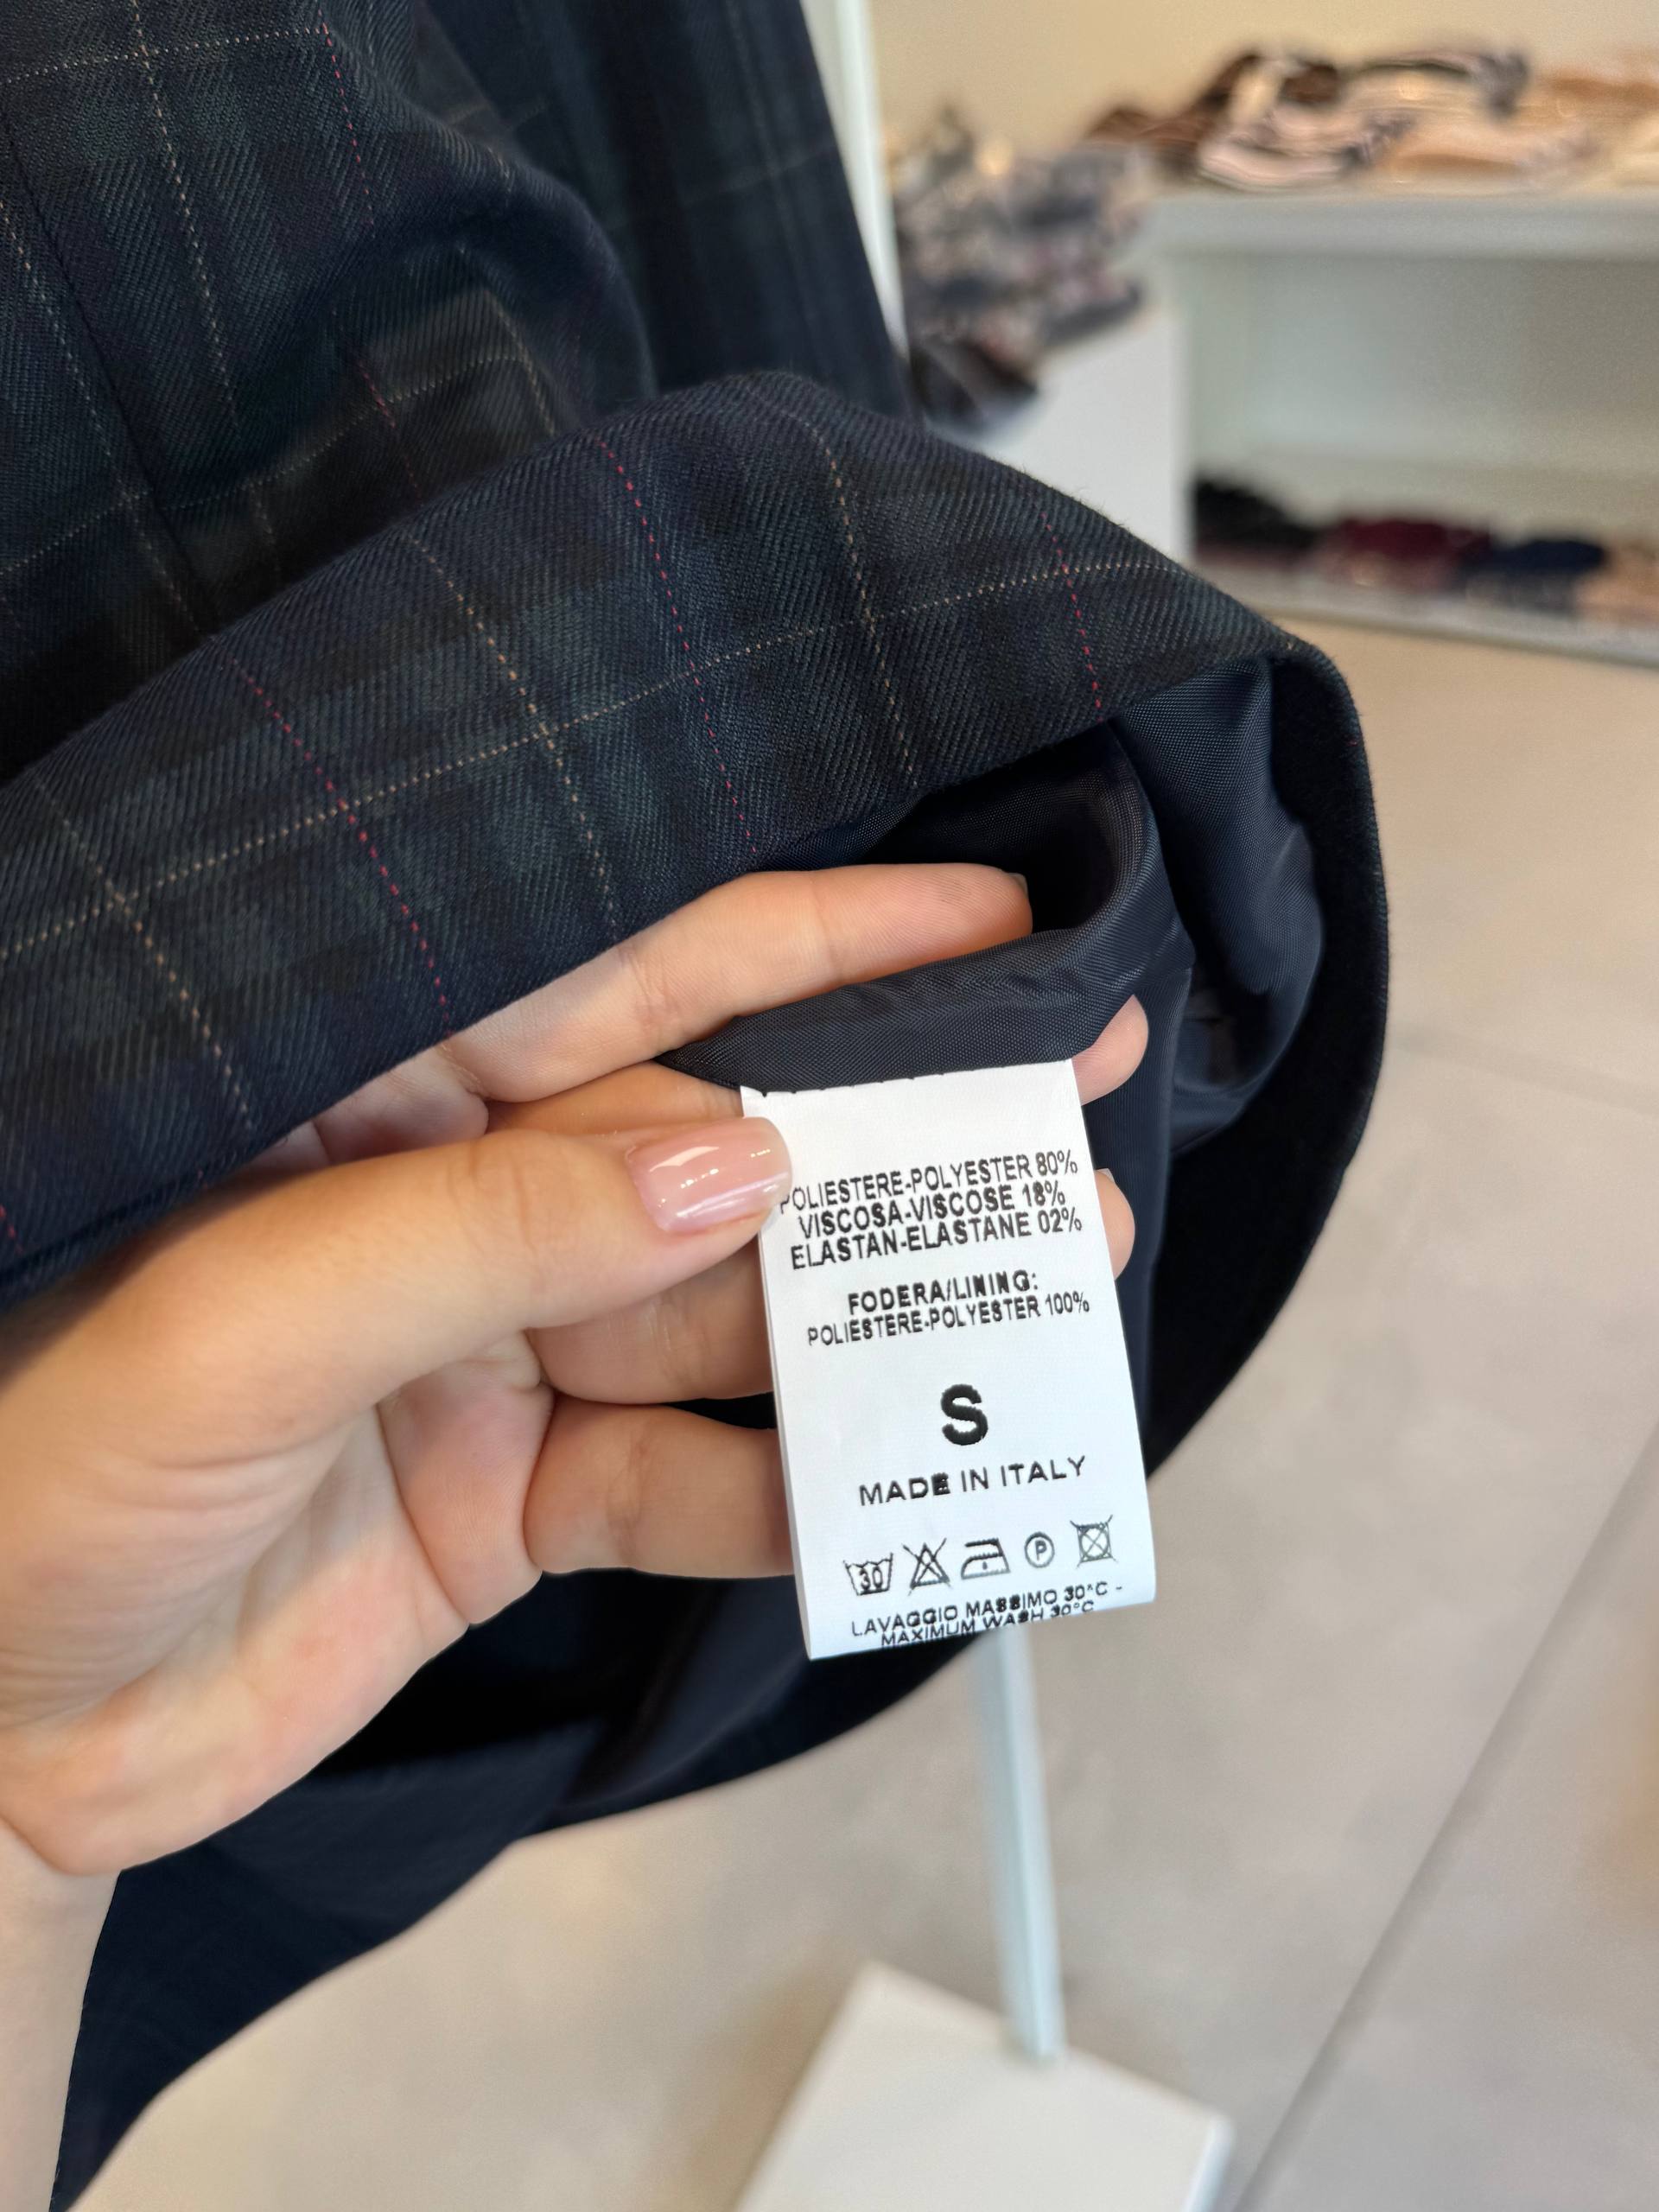 POLIESTERE-POLYESTER 80%
VISCOSA-VISCOSE 18%
ELASTAN-ELASTANE 02%
FODERA/LINING:
POLIESTERE-POLYESTER 100%
S
MADE IN ITALY
30 P
LAVAGGIO MASSIMO 30°C -
MAXIMUM WASH 30°C